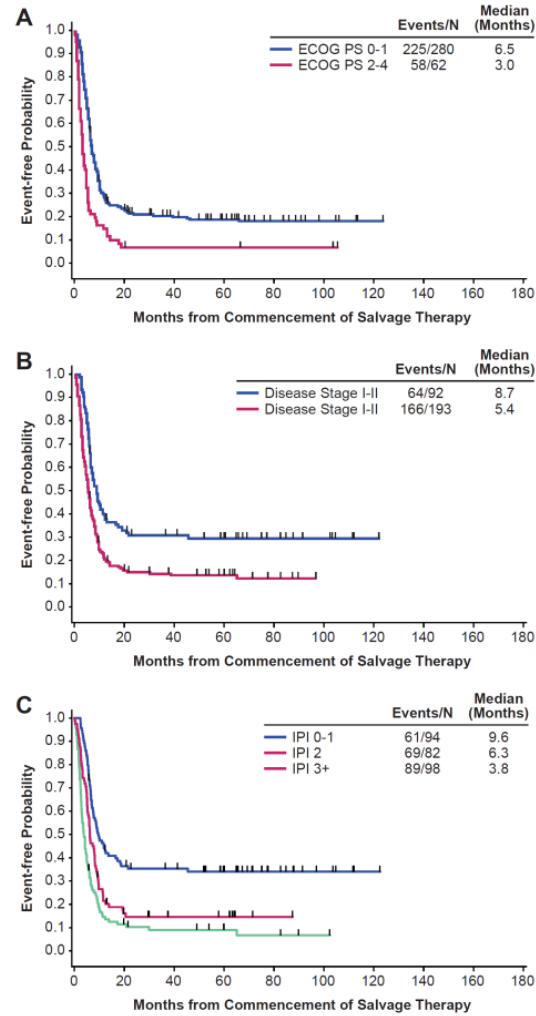 A
Events/N Median (Months)
ECOG PS 0-1 225/280 6.5
ECOG PS 2-4 58/62 3.0
Event-free Probability
1.0
0.9
0.8
0.7
0.6
0.5
0.4
0.3
0.2
0.1
0.0
0 20 40 60 80 100 120 140 160 180
Months from Commencement of Salvage Therapy
B
Events/N Median (Months)
Disease Stage I-II 64/92 8.7
Disease Stage I-II 166/193 5.4
Event-free Probability
1.0
0.9
0.8
0.7
0.6
0.5
0.4
0.3
0.2
0.1
0.0
0 20 40 60 80 100 120 140 160 180
Months from Commencement of Salvage Therapy
C
Events/N Median (Months)
IPI 0-1 61/94 9.6
IPI 2 69/82 6.3
IPI 3+ 89/98 3.8
Event-free Probability
1.0
0.9
0.8
0.7
0.6
0.5
0.4
0.3
0.2
0.1
0.0
0 20 40 60 80 100 120 140 160 180
Months from Commencement of Salvage Therapy